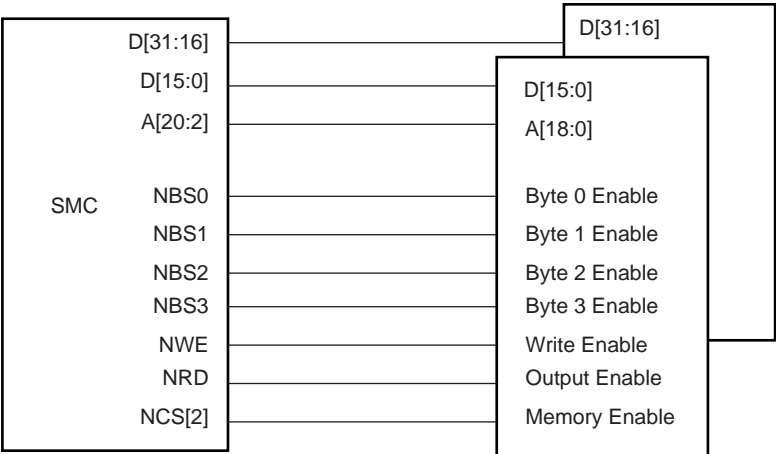 D[31:16]
D[15:0]
A[20:2]
SMC
NBS0
NBS1
NBS2
NBS3
NWE
NRD
NCS[2]
D[31:16]
D[15:0]
A[18:0]
Byte 0 Enable
Byte 1 Enable
Byte 2 Enable
Byte 3 Enable
Write Enable
Output Enable
Memory Enable